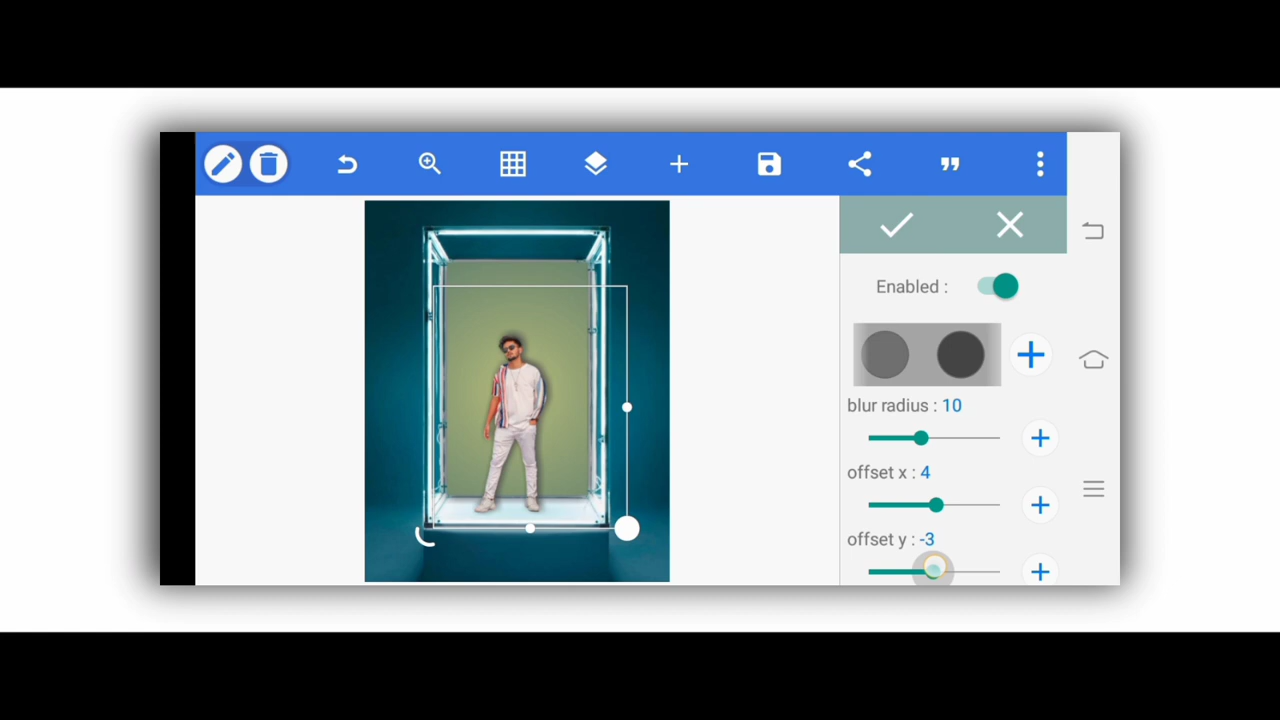 Enabled :
blur radius : 10
offset x : 4
offset y : -3